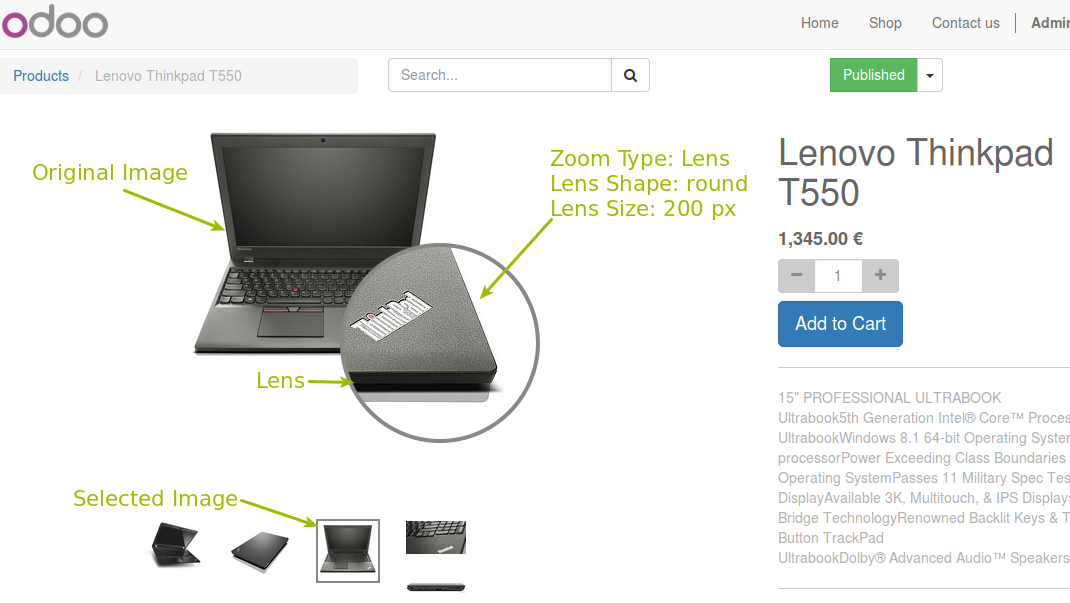 odoo
Home Shop Contact us Admin
Products / Lenovo Thinkpad T550
Search...
Published
Original Image
Zoom Type: Lens
Lens Shape: round
Lens Size: 200 px
Lenovo Thinkpad
T550
1,345.00 €
1
Add to Cart
ThinkPad
Lens
15" PROFESSIONAL ULTRABOOK
Ultrabook5th Generation Intel® Core™ Proces
UltrabookWindows 8.1 64-bit Operating Syster
processorPower Exceeding Class Boundaries
Operating SystemPasses 11 Military Spec Tes
DisplayAvailable 3K, Multitouch, & IPS Displays
Bridge TechnologyRenowned Backlit Keys & T
Button TrackPad
UltrabookDolby® Advanced Audio™ Speakers
Selected Image